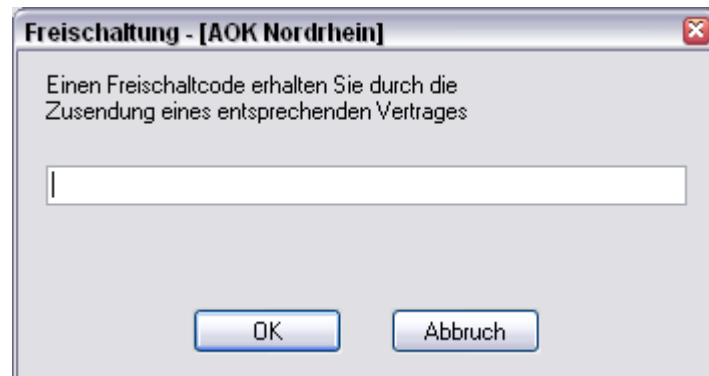 Freischaltung - [AOK Nordrhein]
Einen Freischaltcode erhalten Sie durch die
Zusendung eines entsprechenden Vertrages
OK
Abbruch